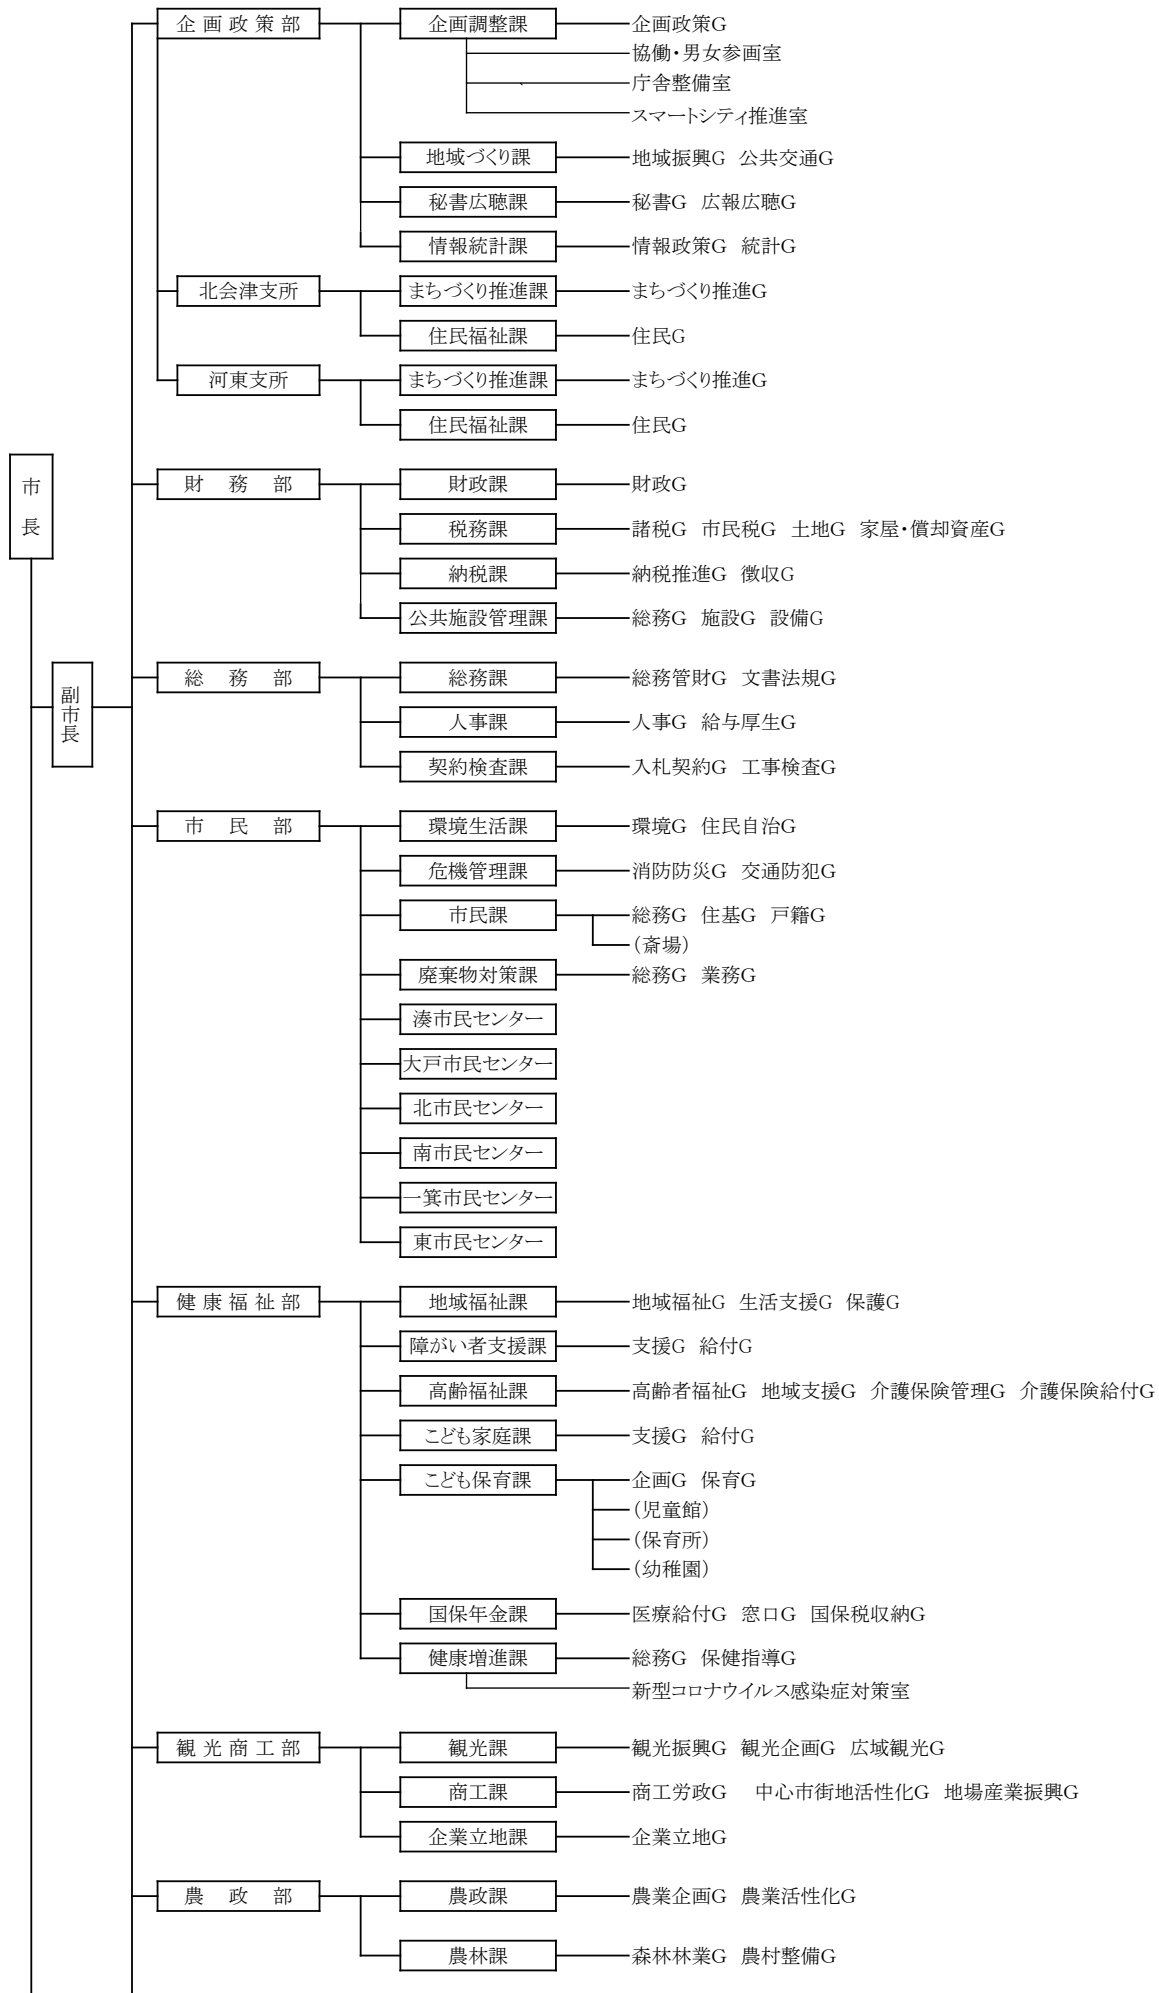 企画政策部 企画調整課 企画政策G
協働・男女参画室
庁舎整備室
スマートシティ推進室
地域づくり課 地域振興G 公共交通G
秘書広聴課 秘書G 広報広聴G
情報統計課 情報政策G 統計G
北会津支所 まちづくり推進課 まちづくり推進G
住民福祉課 住民G
河東支所 まちづくり推進課 まちづくり推進G
住民福祉課 住民G
市長
財務部 財政課 財政G
税務課 諸税G 市民税G 土地G 家屋・償却資産G
納税課 納税推進G 徴収G
公共施設管理課 総務G 施設G 設備G
副市長
総務部 総務課 総務管財G 文書法規G
人事課 人事G 給与厚生G
契約検査課 入札契約G 工事検査G
市民部 環境生活課 環境G 住民自治G
危機管理課 消防防災G 交通防犯G
市民課 総務G 住基G 戸籍G
(斎場)
廃棄物対策課 総務G 業務G
湊市民センター
大戸市民センター
北市民センター
南市民センター
一箕市民センター
東市民センター
健康福祉部 地域福祉課 地域福祉G 生活支援G 保護G
障がい者支援課 支援G 給付G
高齢福祉課 高齢者福祉G 地域支援G 介護保険管理G 介護保険給付G
こども家庭課 支援G 給付G
こども保育課 企画G 保育G
(児童館)
(保育所)
(幼稚園)
国保年金課 医療給付G 窓口G 国保税収納G
健康増進課 総務G 保健指導G
新型コロナウイルス感染症対策室
観光商工部 観光課 観光振興G 観光企画G 広域観光G
商工課 商工労政G 中心市街地活性化G 地場産業振興G
企業立地課 企業立地G
農政部 農政課 農業企画G 農業活性化G
農林課 森林林業G 農村整備G